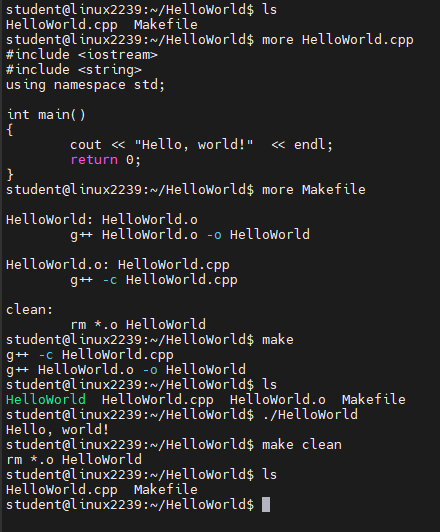 student@linux2239:~/HelloWorld$ ls
HelloWorld.cpp  Makefile
student@linux2239:~/HelloWorld$ more HelloWorld.cpp
#include <iostream>
#include <string>
using namespace std;

int main()
{
        cout << "Hello, world!"  << endl;
        return 0;
}
student@linux2239:~/HelloWorld$ more Makefile

HelloWorld: HelloWorld.o
        g++ HelloWorld.o -o HelloWorld

HelloWorld.o: HelloWorld.cpp
        g++ -c HelloWorld.cpp

clean:
        rm *.o HelloWorld
student@linux2239:~/HelloWorld$ make
g++ -c HelloWorld.cpp
g++ HelloWorld.o -o HelloWorld
student@linux2239:~/HelloWorld$ ls
HelloWorld  HelloWorld.cpp  HelloWorld.o  Makefile
student@linux2239:~/HelloWorld$ ./HelloWorld
Hello, world!
student@linux2239:~/HelloWorld$ make clean
rm *.o HelloWorld
student@linux2239:~/HelloWorld$ ls
HelloWorld.cpp  Makefile
student@linux2239:~/HelloWorld$